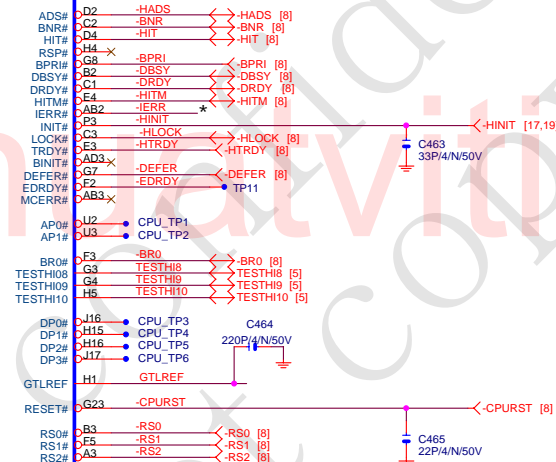 ADS# D2 -HADS -HADS [8]
BNR# C2 -BNR -BNR [8]
HIT# D4 -HIT -HIT [8]
RSP# H4
BPRI# G8 -BPRI -BPRI [8]
DBSY# B2 -DBSY -DBSY [8]
DRDY# C1 -DRDY -DRDY [8]
HITM# E4 -HITM -HITM [8]
IERR# AB2 -IERR *
INIT# P3 -HINIT -HINIT [17,19
LOCK# C3 -HLOCK -HLOCK [8]
TRDY# E3 -HTRDY -HTRDY [8]
C463
33P/4/N/50V
BINIT# AD3
DEFER# G7 -DEFER -DEFER [8]
EDRDY# F2 -EDRDY TP11
MCERR# AB3
AP0# U2 CPU_TP1
AP1# U3 CPU_TP2
BR0# F3 -BR0 -BR0 [8]
TESTHI08 G3 TESTHI8 TESTHI8 [5]
TESTHI09 G4 TESTHI9 TESTHI9 [5]
TESTHI10 H5 TESTHI10 TESTHI10 [5]
DP0# J16 CPU_TP3
DP1# H15 CPU_TP4
DP2# H16 CPU_TP5
DP3# J17 CPU_TP6
C464
220P/4/N/50V
GTLREF H1 GTLREF
RESET# G23 -CPURST -CPURST [8]
RS0# B3 -RS0 -RS0 [8]
RS1# F5 -RS1 -RS1 [8]
RS2# A3 -RS2 -RS2 [8]
C465
22P/4/N/50V